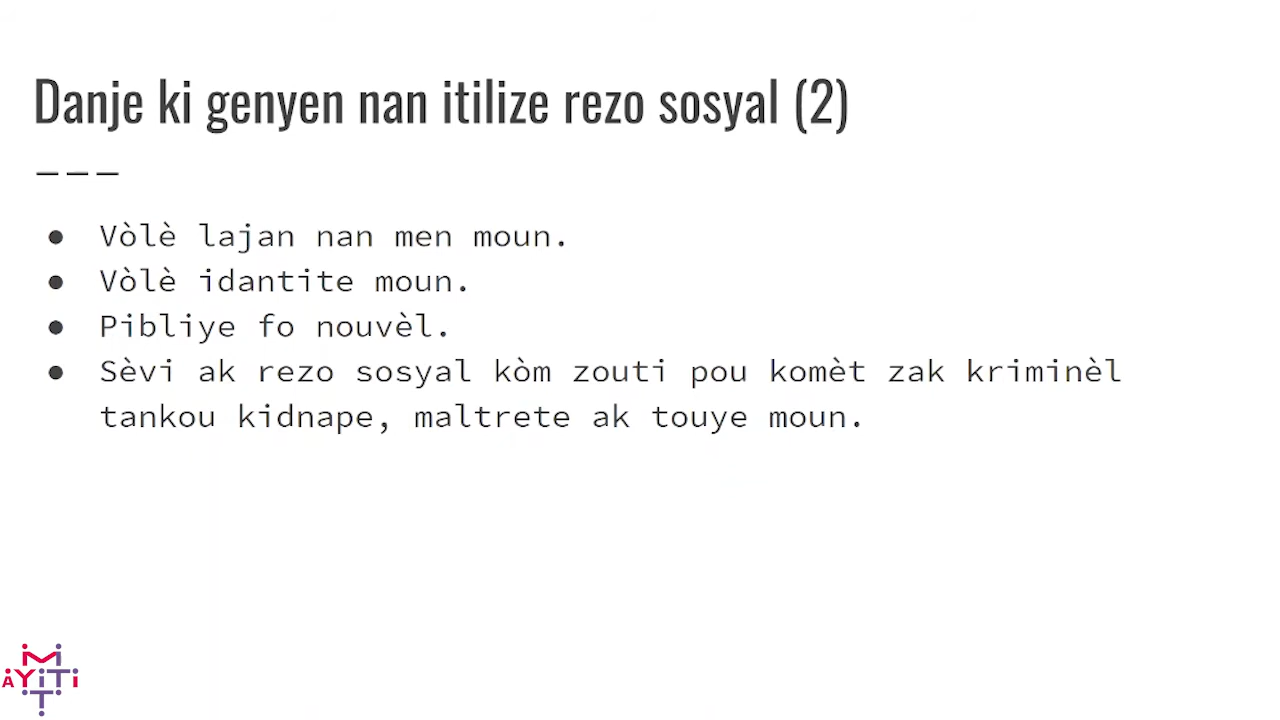 Danje ki genyen nan itilize rezo sosyal (2)
● Vòlè lajan nan men moun.
● Vòlè idantite moun.
● Pibliye fo nouvèl.
● Sèvi ak rezo sosyal kòm zouti pou komèt zak kriminèl
tankou kidnape, maltrete ak touye moun.
MiT
AYiTi